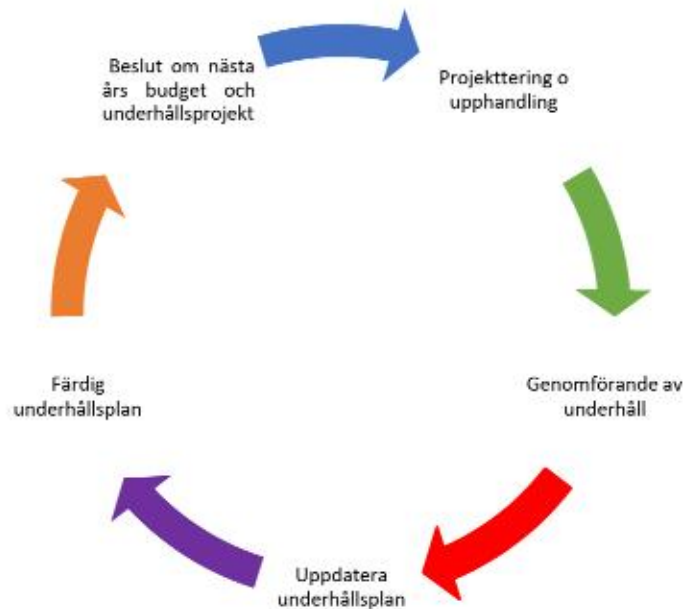 Beslut om nästa
års budget och
underhållsprojekt
Projekttering o
upphandling
Genomförande av
underhåll
Uppdatera
underhållsplan
Färdig
underhållsplan